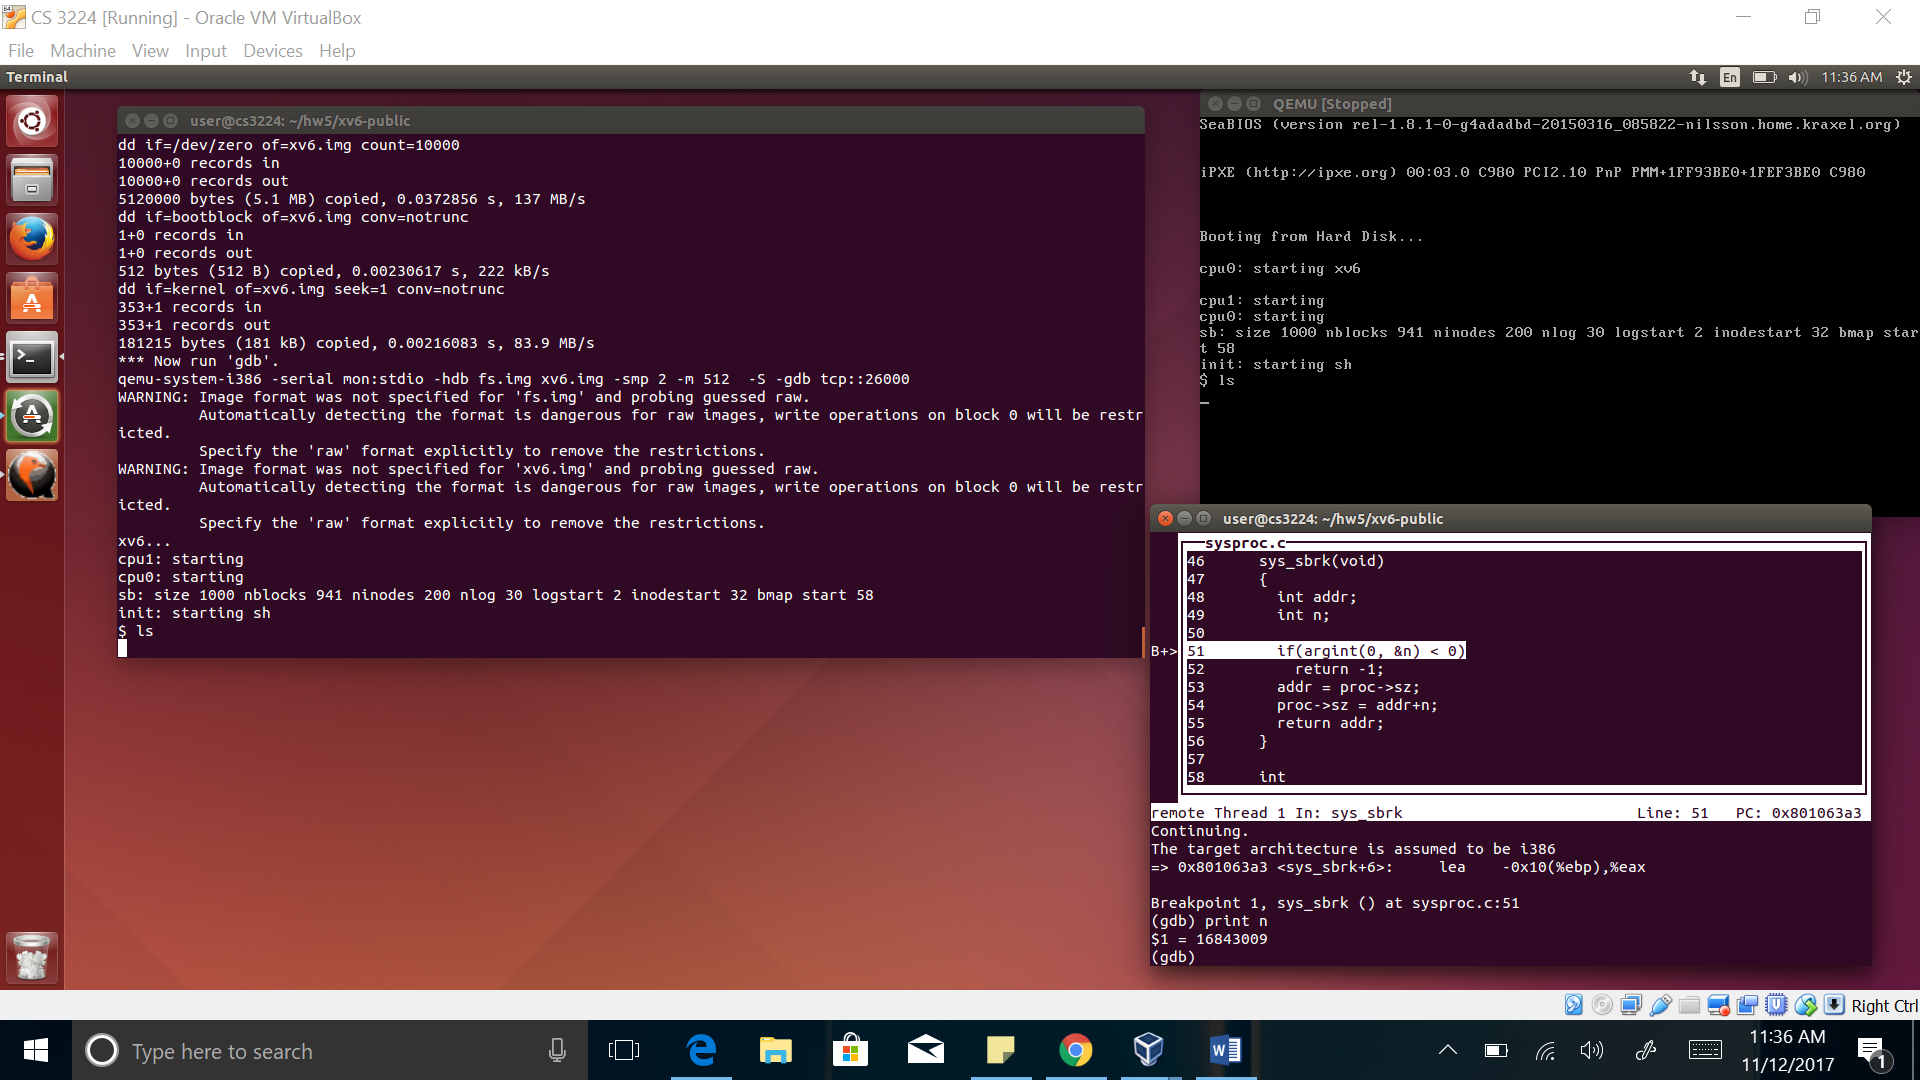 CS 3224 [Running] - Oracle VM VirtualBox
File Machine View Input Devices Help
Terminal
En
11:36 AM
user@cs3224: ~/hw5/xv6-public
dd if=/dev/zero of=xv6.img count=10000
10000+0 records in
10000+0 records out
5120000 bytes (5.1 MB) copied, 0.0372856 s, 137 MB/s
dd if=bootblock of=xv6.img conv=notrunc
1+0 records in
1+0 records out
512 bytes (512 B) copied, 0.00230617 s, 222 kB/s
dd if=kernel of=xv6.img seek=1 conv=notrunc
353+1 records in
353+1 records out
181215 bytes (181 kB) copied, 0.00216083 s, 83.9 MB/s
*** Now run 'gdb'.
qemu-system-i386 -serial mon:stdio -hdb fs.img xv6.img -smp 2 -m 512  -S -gdb tcp::26000
WARNING: Image format was not specified for 'fs.img' and probing guessed raw.
Automatically detecting the format is dangerous for raw images, write operations on block 0 will be restr
icted.
Specify the 'raw' format explicitly to remove the restrictions.
WARNING: Image format was not specified for 'xv6.img' and probing guessed raw.
Automatically detecting the format is dangerous for raw images, write operations on block 0 will be restr
icted.
Specify the 'raw' format explicitly to remove the restrictions.
xv6...
cpu1: starting
cpu0: starting
sb: size 1000 nblocks 941 ninodes 200 nlog 30 logstart 2 inodestart 32 bmap start 58
init: starting sh
$ ls
QEMU [Stopped]
SeaBIOS (version rel-1.8.1-0-g4adadbd-20150316_085822-nilsson.home.kraxel.org)
iPXE (http://ipxe.org) 00:03.0 C980 PCI2.10 PnP PMM+1FF93BE0+1FEF3BE0 C980
Booting from Hard Disk...
cpu0: starting xv6
cpu1: starting
cpu0: starting
sb: size 1000 nblocks 941 ninodes 200 nlog 30 logstart 2 inodestart 32 bmap star
t 58
init: starting sh
$ ls
user@cs3224: ~/hw5/xv6-public
sysproc.c
46 sys_sbrk(void)
47 {
48 int addr;
49 int n;
50
B+> 51 if(argint(0, &n) < 0)
52 return -1;
53 addr = proc->sz;
54 proc->sz = addr+n;
55 return addr;
56 }
57
58 int
remote Thread 1 In: sys_sbrk Line: 51 PC: 0x801063a3
Continuing.
The target architecture is assumed to be i386
=> 0x801063a3 <sys_sbrk+6>: lea -0x10(%ebp),%eax
Breakpoint 1, sys_sbrk () at sysproc.c:51
(gdb) print n
$1 = 16843009
(gdb)
Right Ctrl
Type here to search
11:36 AM
11/12/2017
1